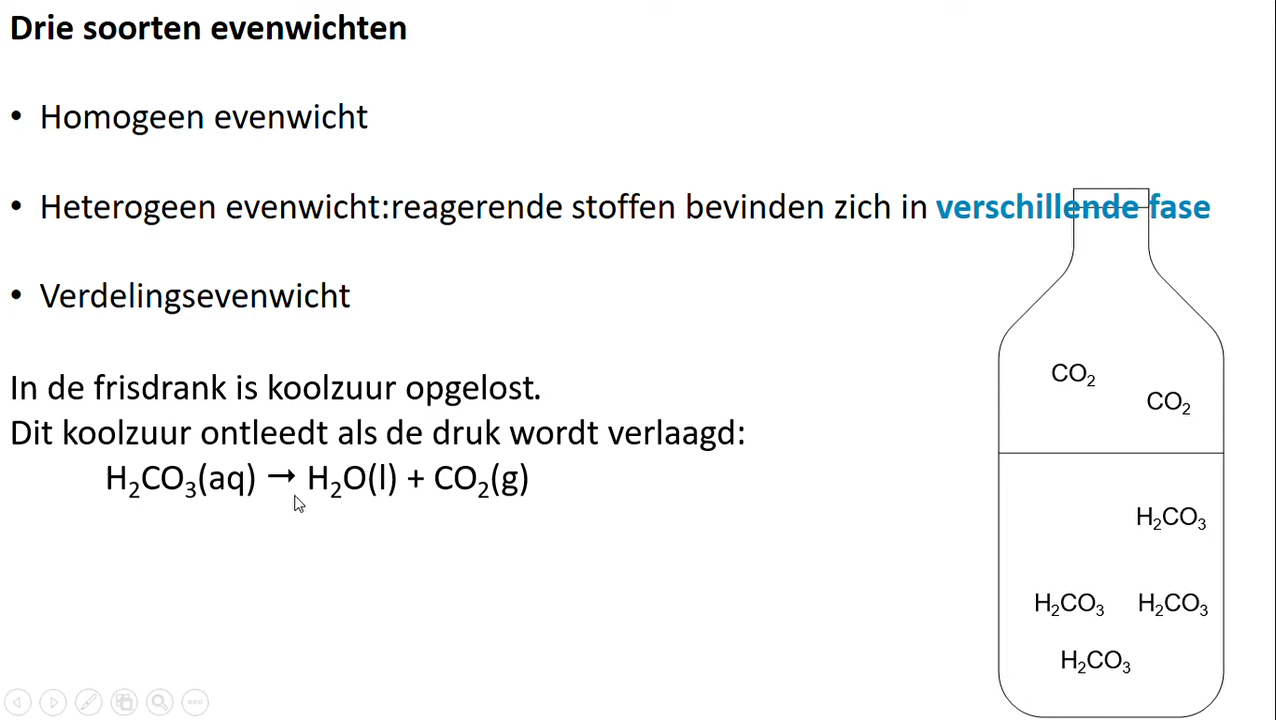 Drie soorten evenwichten
• Homogeen evenwicht
• Heterogeen evenwicht:reagerende stoffen bevinden zich in verschillende fase
• Verdelingsevenwicht
In de frisdrank is koolzuur opgelost.
Dit koolzuur ontleedt als de druk wordt verlaagd:
H₂CO₃(aq) → H₂O(l) + CO₂(g)
CO₂
CO₂
H₂CO₃
H₂CO₃ H₂CO₃
H₂CO₃